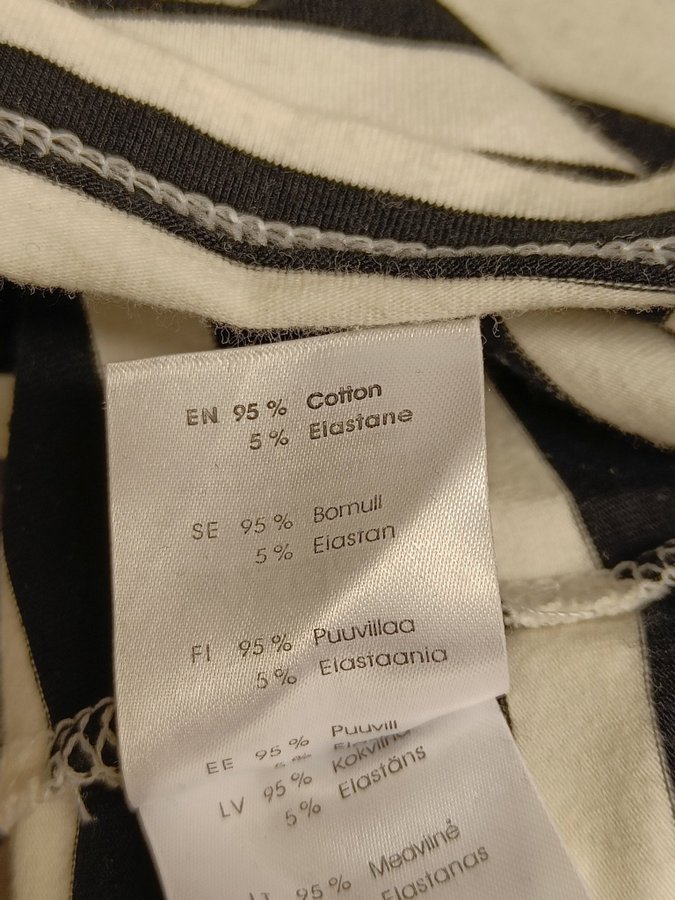 EN 95 % Cotton
5 % Elastane
SE 95 % Bomull
5 % Elastan
FI 95 % Puuvillaa
5 % Elastaania
EE 95 % Puuvill
LV 95 % Kokvilna
5 % Elastāns
95 % Medvilnė
Elastanas